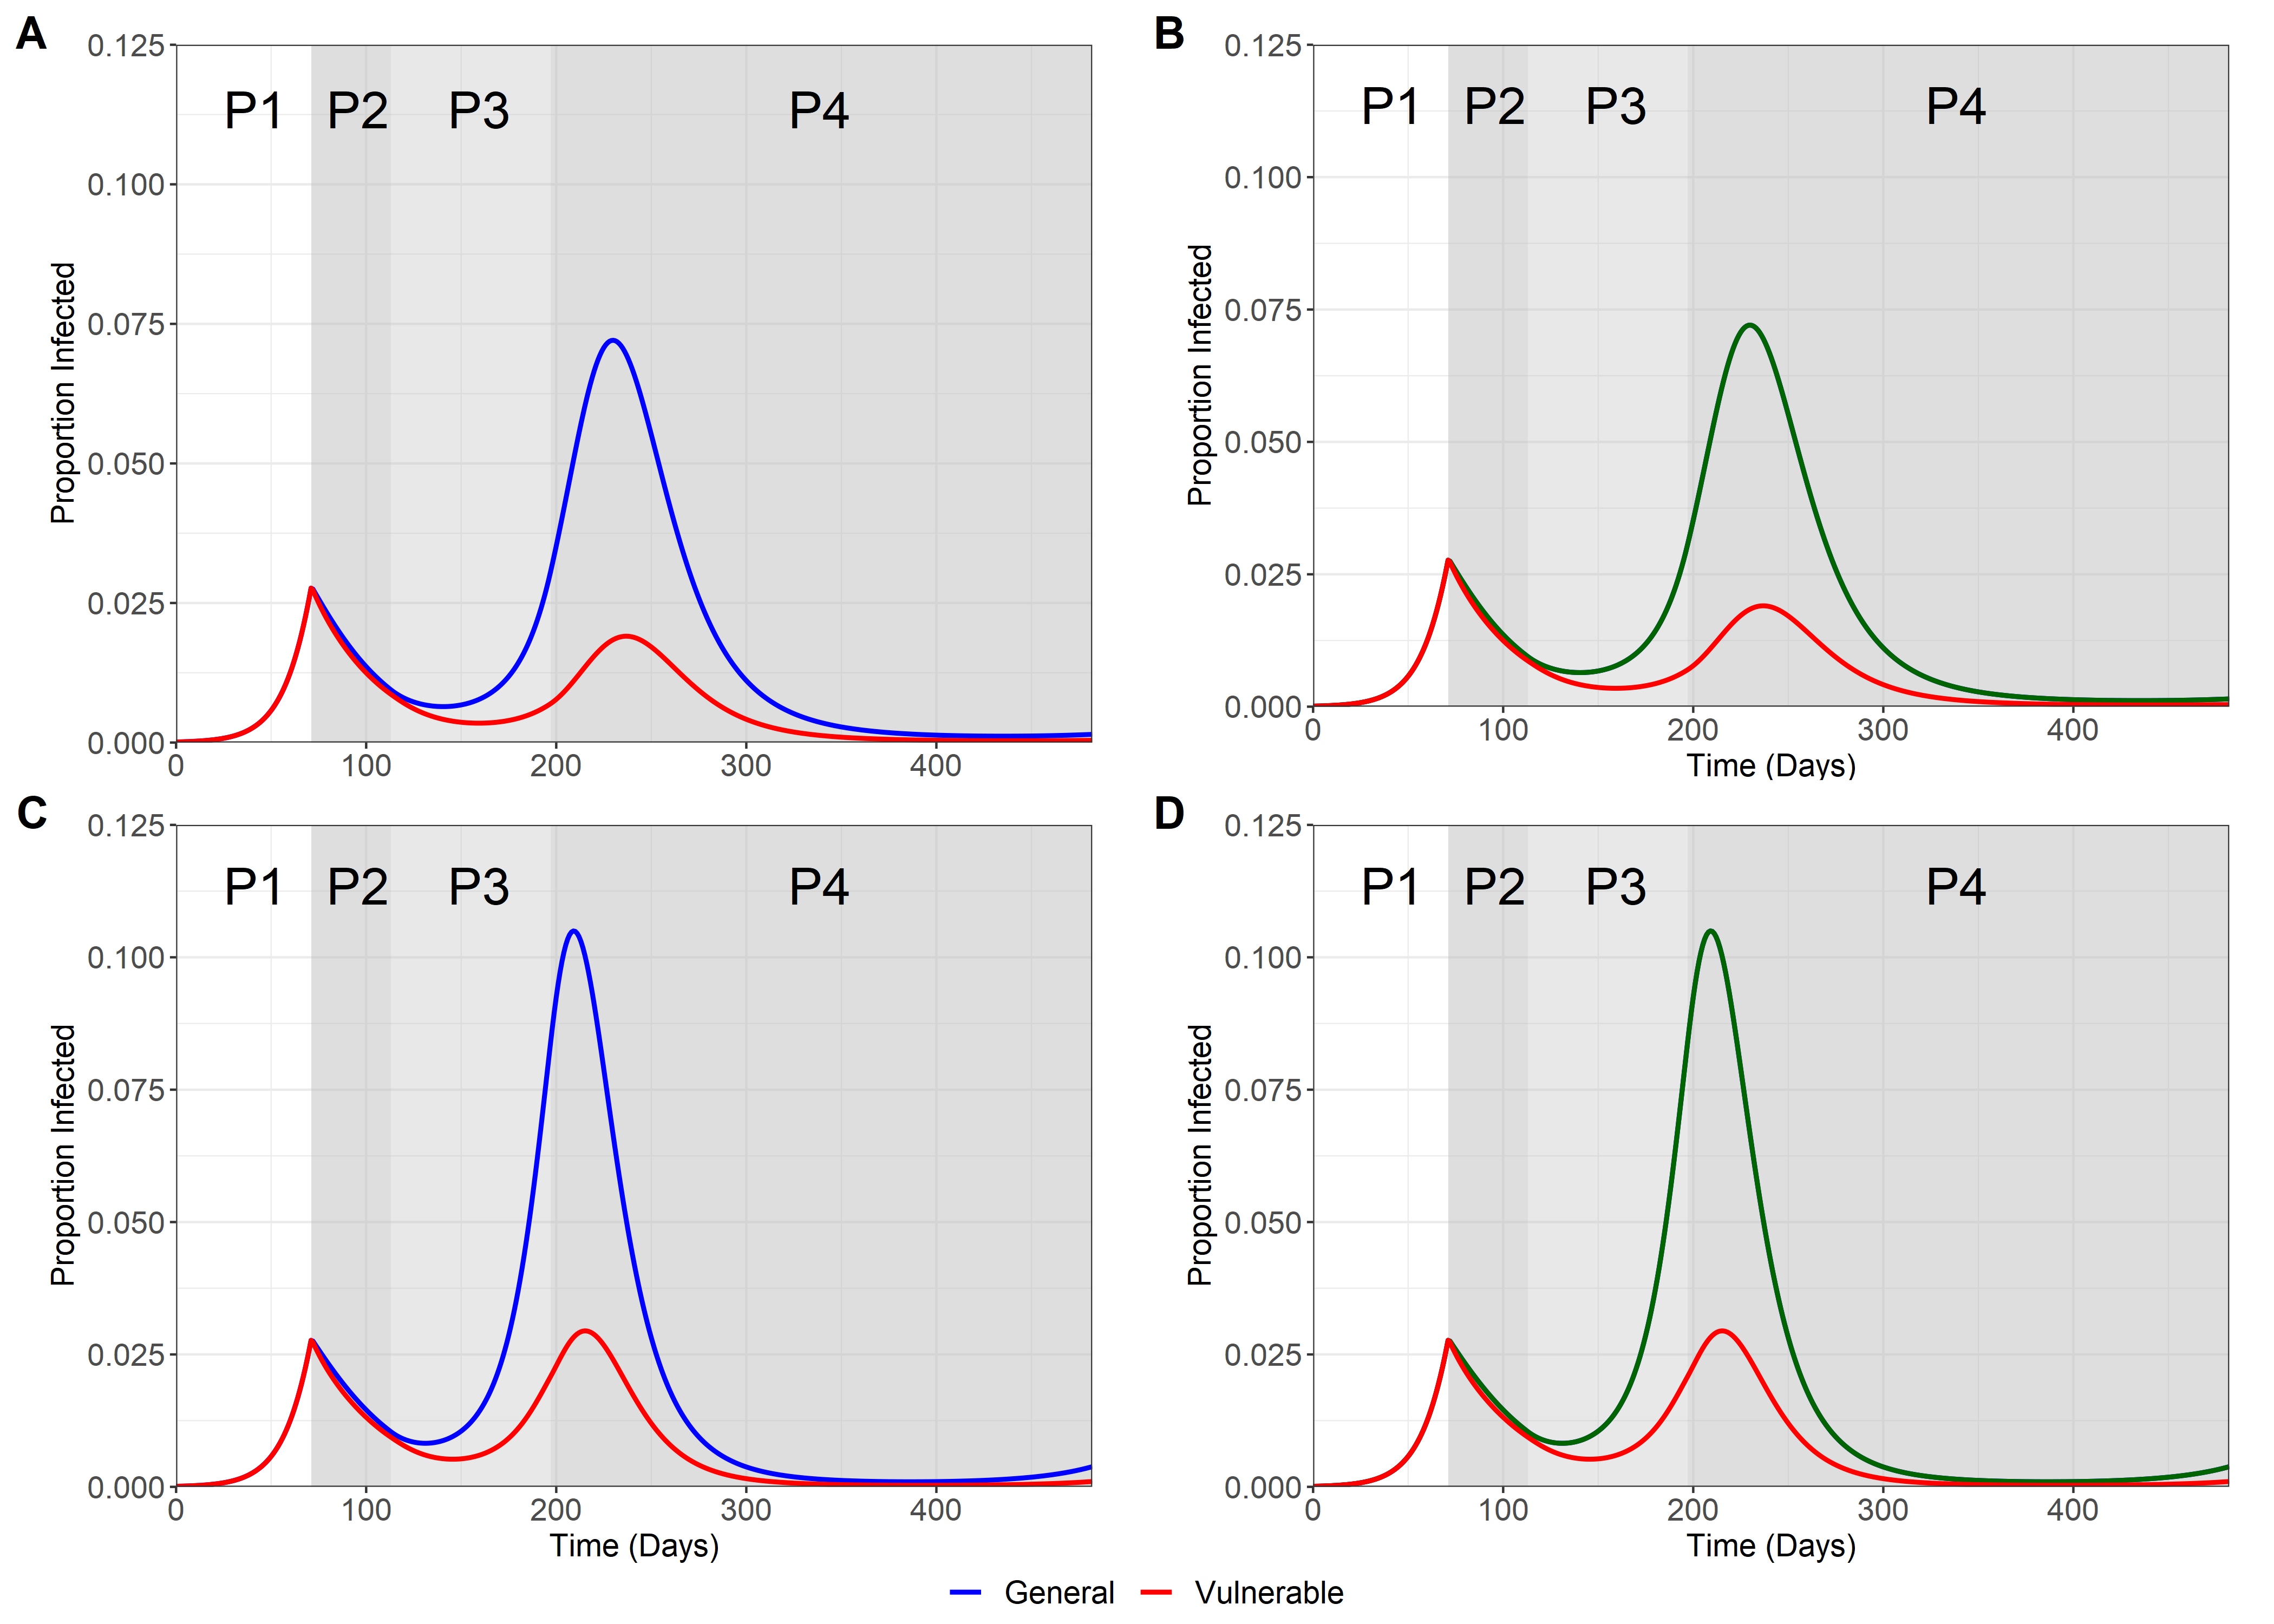 A
B
0.125
0.100
0.075
0.050
0.025
0.000
Proportion Infected
P1 P2 P3 P4
0 100 200 300 400
0.125
0.100
0.075
0.050
0.025
0.000
Proportion Infected
P1 P2 P3 P4
0 100 200 300 400
Time (Days)
C
D
0.125
0.100
0.075
0.050
0.025
0.000
Proportion Infected
P1 P2 P3 P4
0 100 200 300 400
Time (Days)
0.125
0.100
0.075
0.050
0.025
0.000
Proportion Infected
P1 P2 P3 P4
0 100 200 300 400
Time (Days)
General Vulnerable